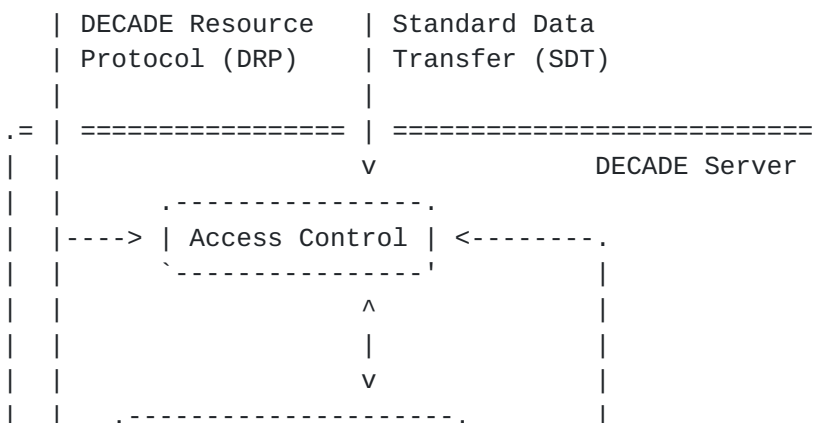 | DECADE Resource | Standard Data
| Protocol (DRP) | Transfer (SDT)
| |
.= | ================= | ===========================
| | v DECADE Server
| | .----------------.
| |----> | Access Control | <--------.
| | `----------------' |
| | ^ |
| | | |
| | v |
| | .---------------------. |